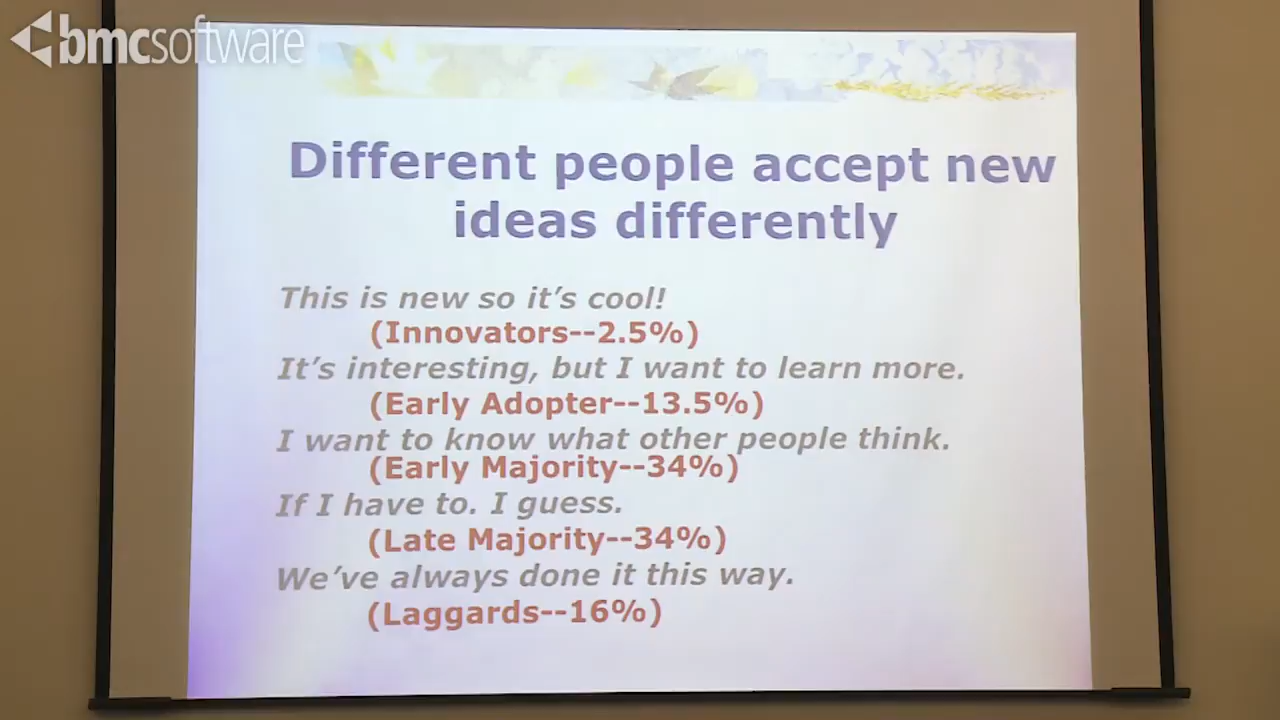 bmcsoftware
Different people accept new
ideas differently
This is new so it's cool!
(Innovators--2.5%)
It's interesting, but I want to learn more.
(Early Adopter--13.5%)
I want to know what other people think.
(Early Majority--34%)
If I have to. I guess.
(Late Majority--34%)
We've always done it this way.
(Laggards--16%)